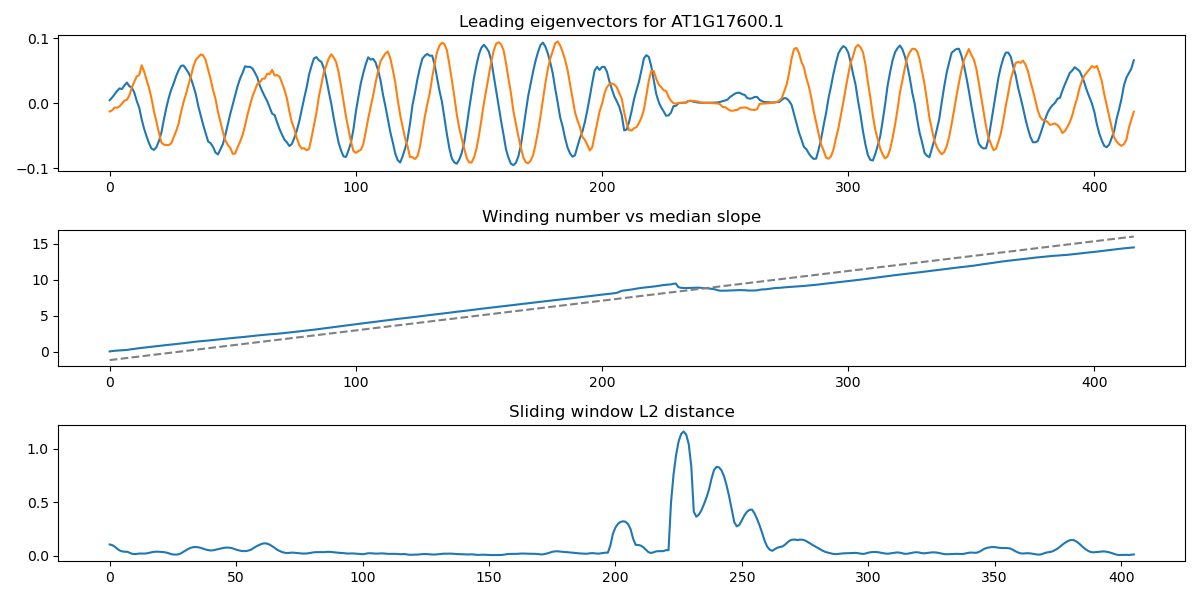 Leading eigenvectors for AT1G17600.1
0.1
0.0
−0.1
0 100 200 300 400
Winding number vs median slope
15
10
5
0
0 100 200 300 400
Sliding window L2 distance
1.0
0.5
0.0
0 50 100 150 200 250 300 350 400